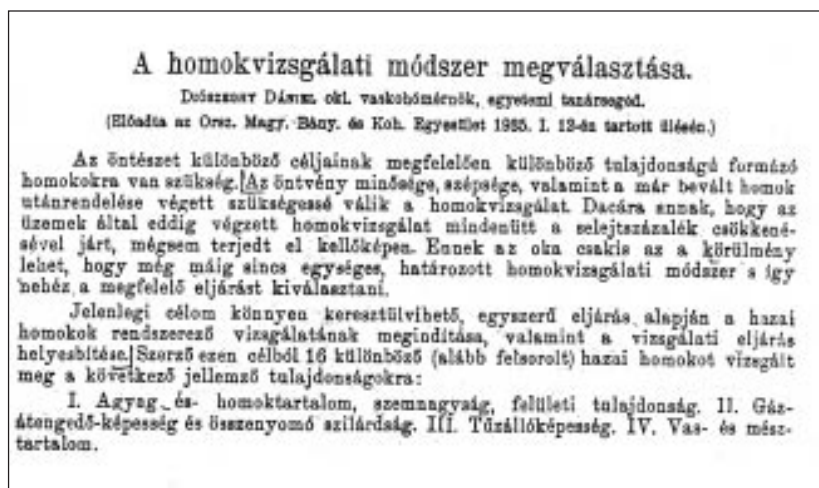 A homokvizsgálati módszer megválasztása.
DIÓSZEGHY DÁNIEL okl. vaskohómérnök, egyetemi tanársegéd.
(Előadta az Orsz. Magy. Bány. és Koh. Egyesület 1935. I. 12-én tartott ülésén.)
Az öntészet különböző céljainak megfelelően különböző tulajdonságú formázó
homokokra van szükség. Az öntvény minősége, szépsége, valamint a már bevált homok
utánrendelése végett szükségessé válik a homokvizsgálat. Dacára annak, hogy az
üzemek által eddig végzett homokvizsgálat mindenütt a selejtszázalék csökkené-
sével járt, mégsem terjedt el kellőképen. Ennek az oka csakis az a körülmény
lehet, hogy még máig sincs egységes, határozott homokvizsgálati módszer s így
nehéz a megfelelő eljárást kiválasztani.
Jelenlegi célom könnyen keresztülvihető, egyszerű eljárás alapján a hazai
homokok rendszerező vizsgálatának megindítása, valamint a vizsgálati eljárás
helyesbítése. Szerző ezen célból 16 különböző (alább felsorolt) hazai homokot vizsgált
meg a következő jellemző tulajdonságokra:
I. Agyag és- homoktartalom, szemnagyság, felületi tulajdonság. II. Gáz-
átengedő-képesség és összenyomó szilárdság. III. Tűzállóképesség. IV. Vas- és mész-
tartalom.